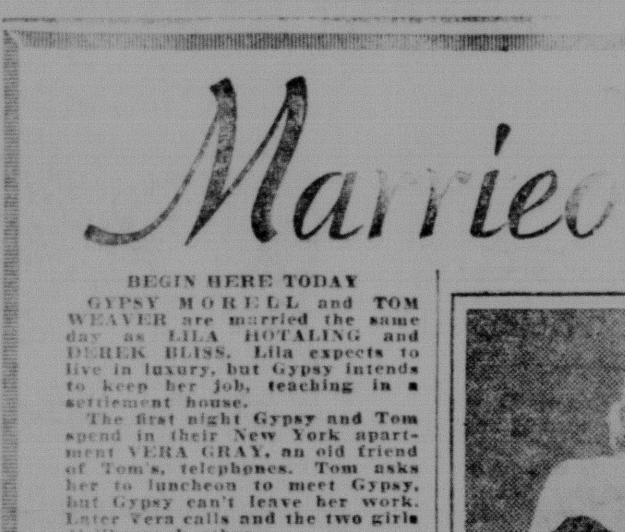 Married
BEGIN HERE TODAY
GYPSY MORELL and TOM
WEAVER are married the same
day as LILA HOTALING and
DEREK BLISS. Lila expects to
live in luxury, but Gypsy intends
to keep her job, teaching in a
settlement house.
The first night Gypsy and Tom
spend in their New York apart-
ment VERA GRAY, an old friend
of Tom's, telephones. Tom asks
her to luncheon to meet Gypsy,
but Gypsy can't leave her work.
Later Vera calls and the two girls